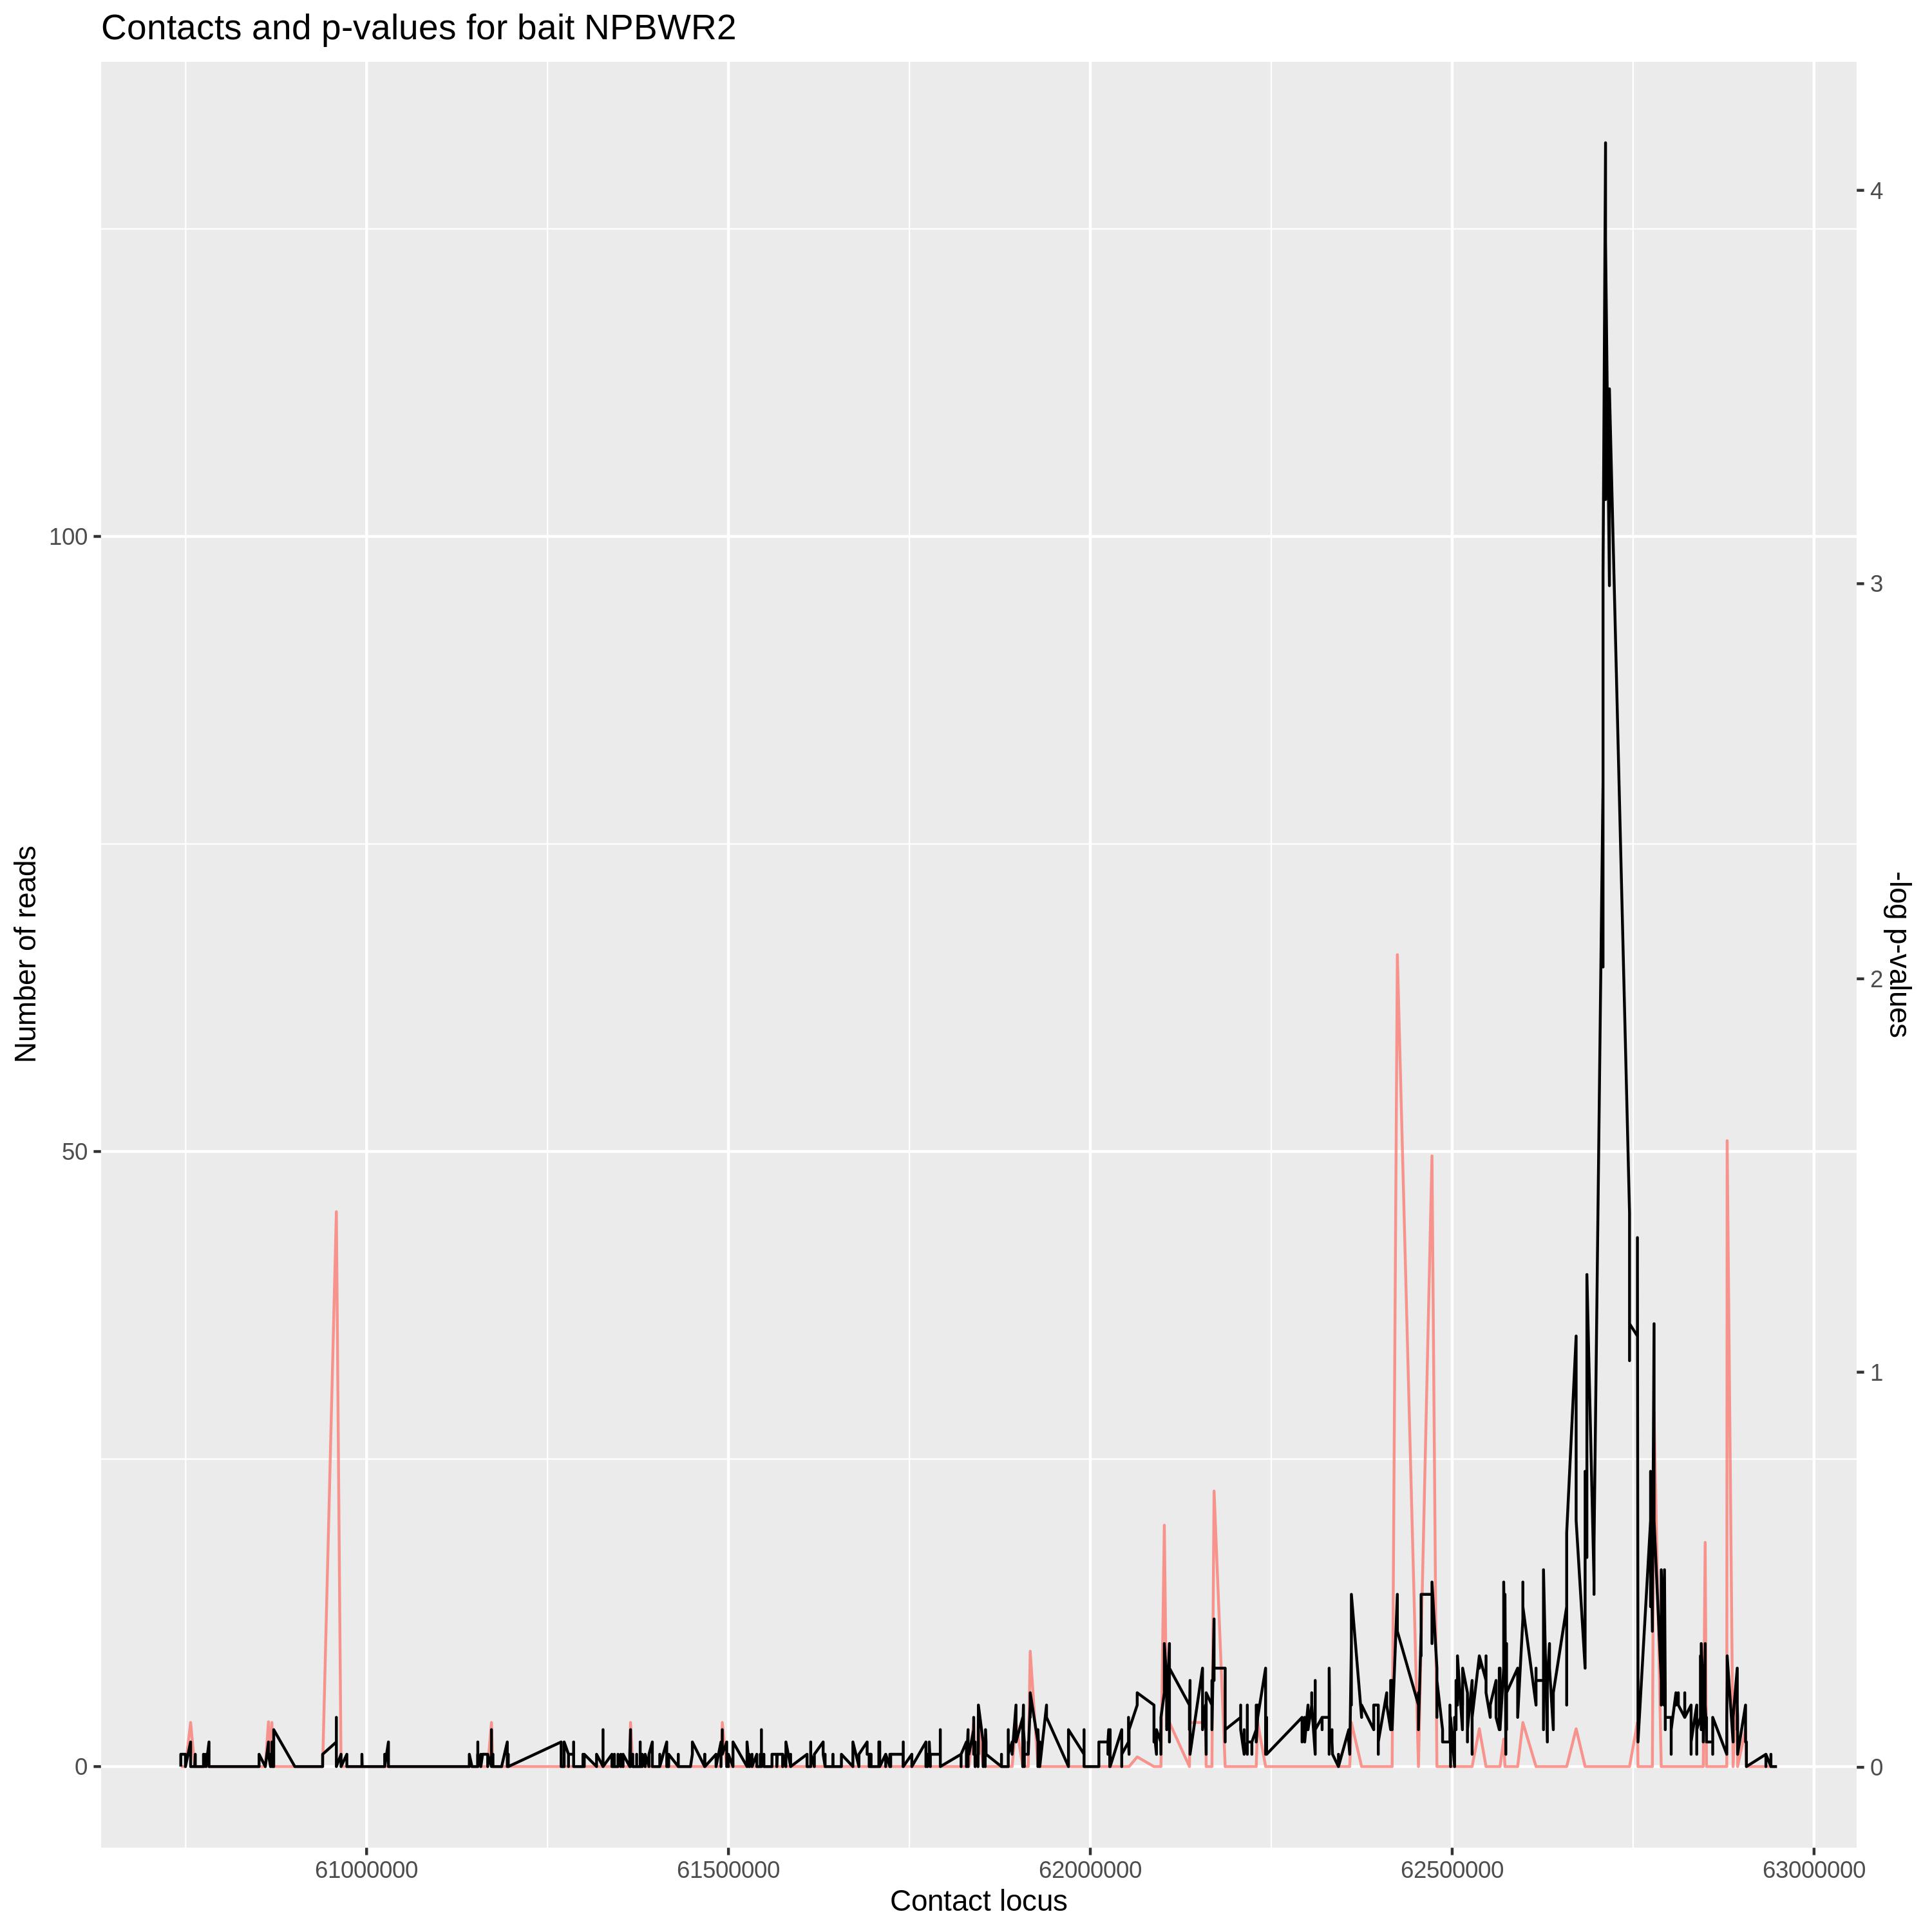 Contacts and p-values for bait NPBWR2
Number of reads
100
50
0
4
3
2
1
0
-log p-values
61000000 61500000 62000000 62500000 63000000
Contact locus